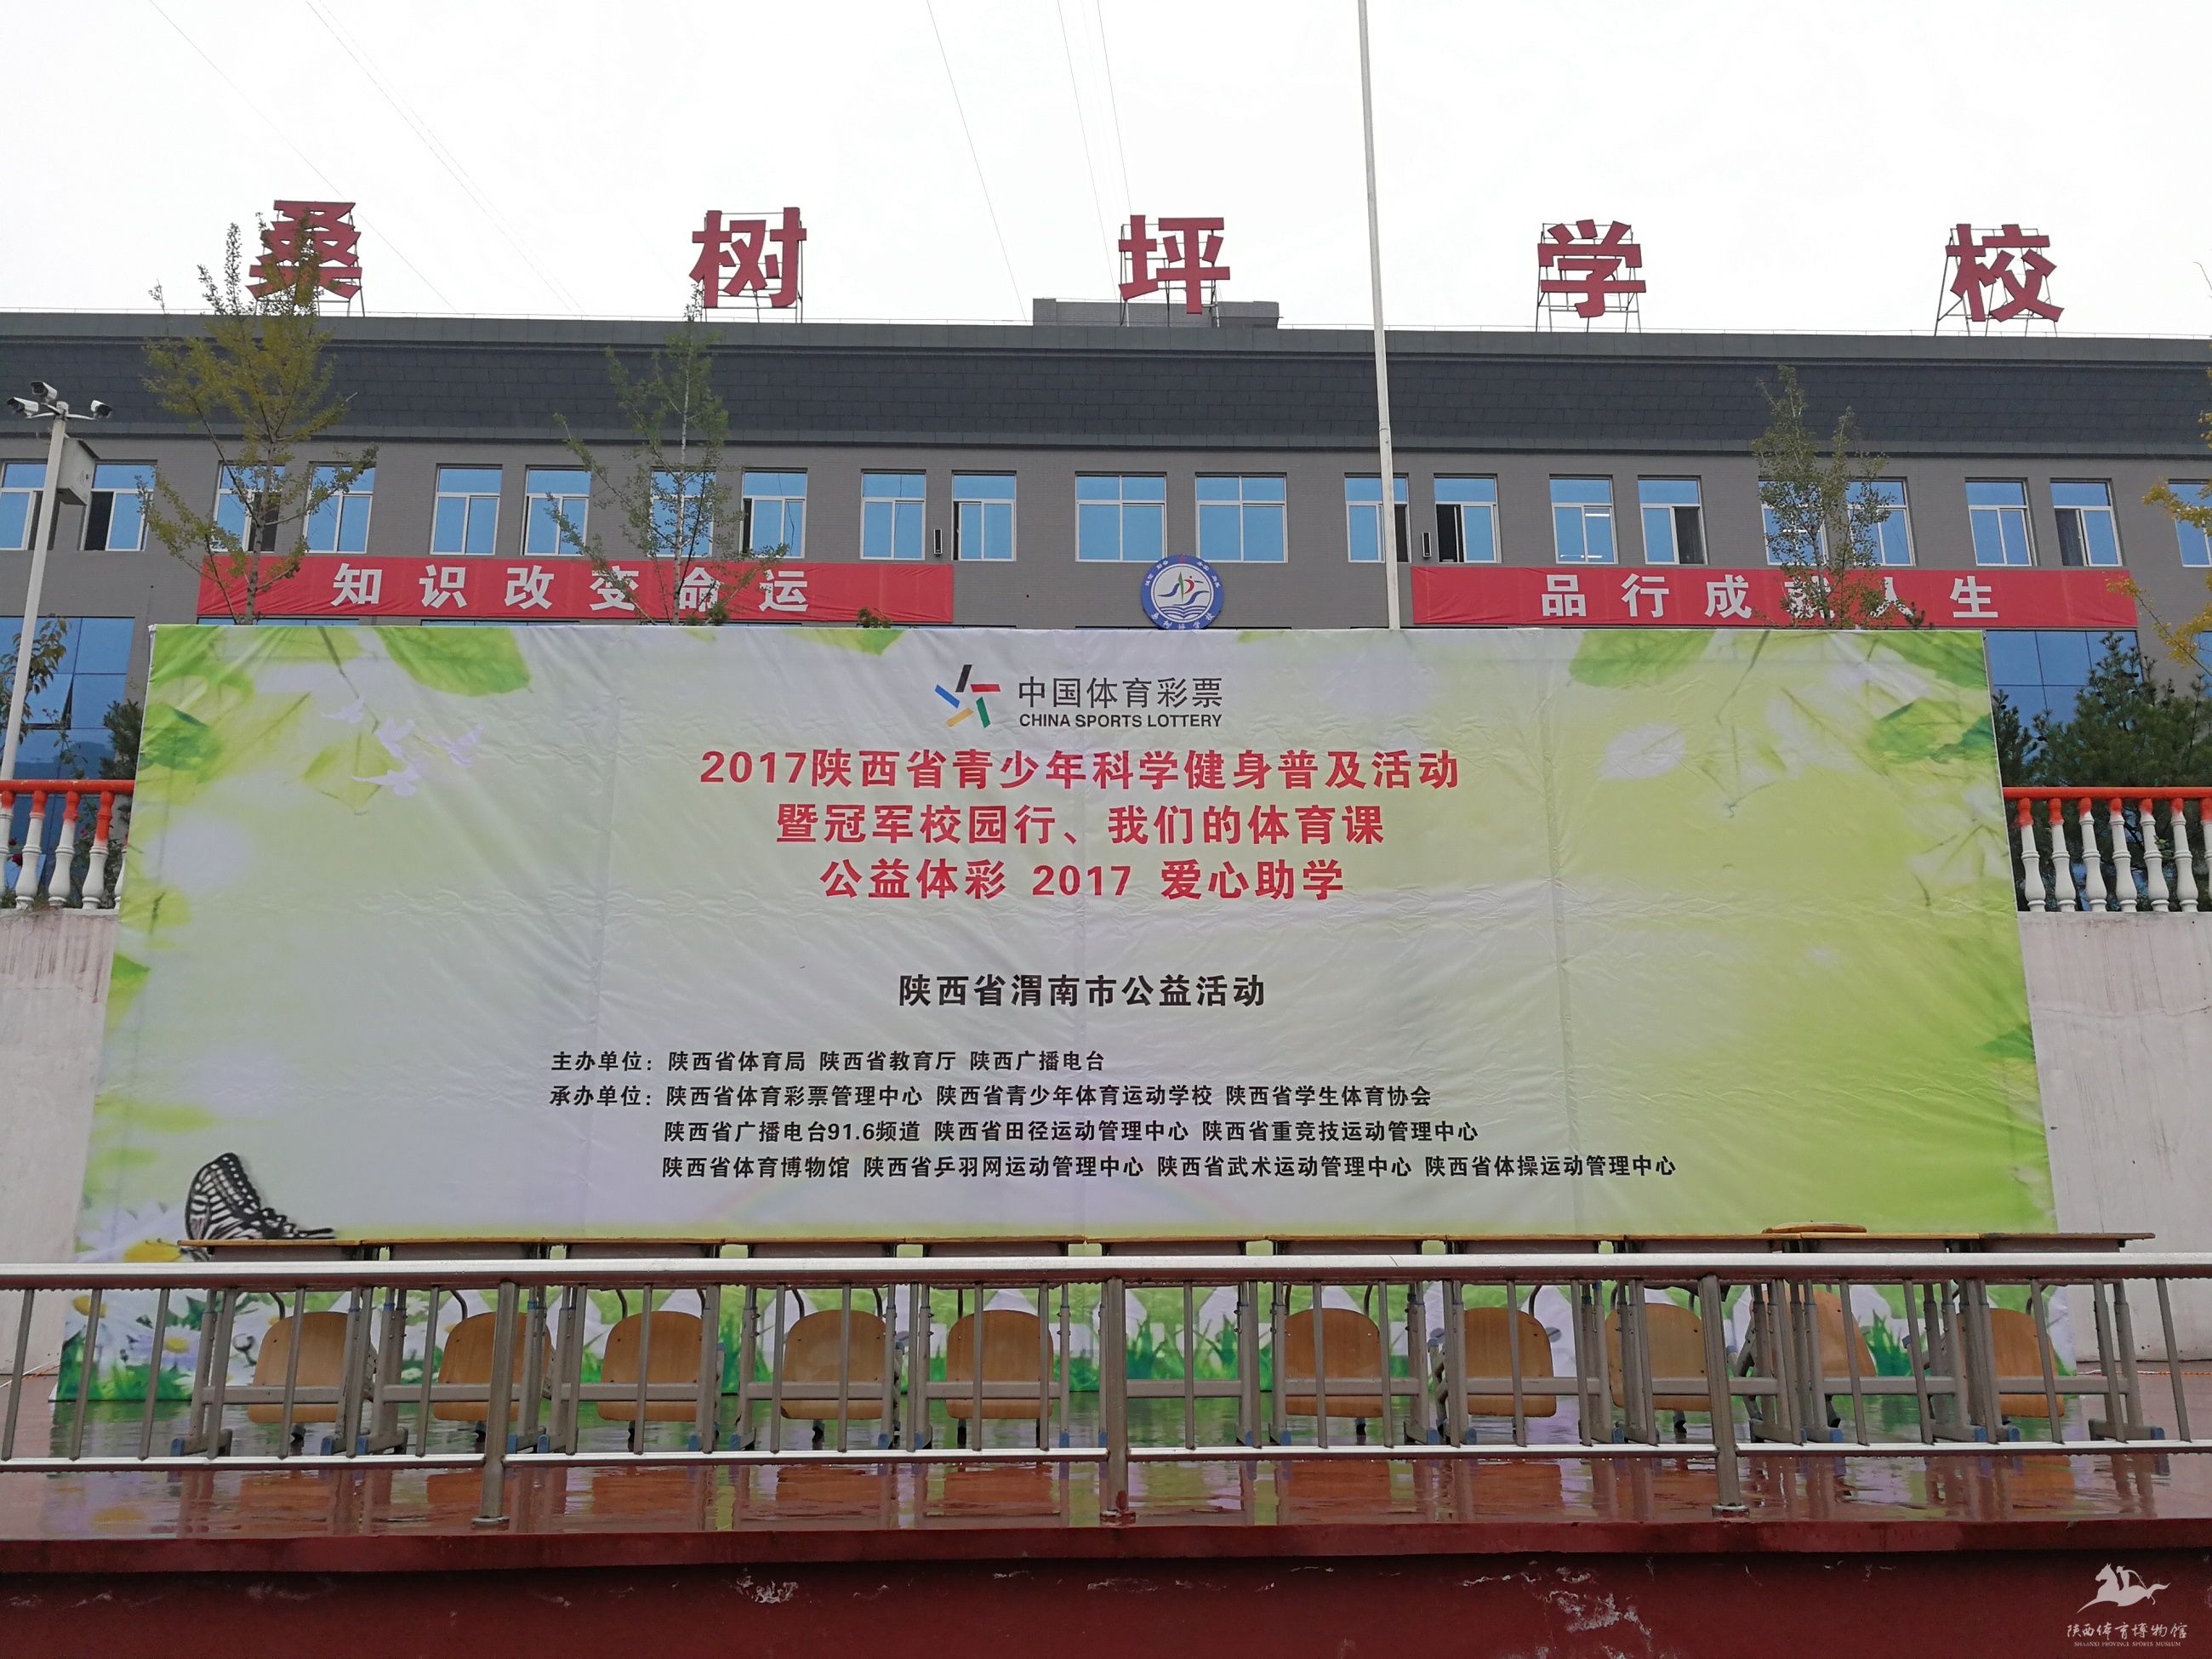 桑树坪学校
知识改变命运
品行成就人生
桑树坪学校
中国体育彩票
CHINA SPORTS LOTTERY
2017陕西省青少年科学健身普及活动
暨冠军校园行、我们的体育课
公益体彩 2017 爱心助学
陕西省渭南市公益活动
主办单位：陕西省体育局 陕西省教育厅 陕西广播电台
承办单位：陕西省体育彩票管理中心 陕西省青少年体育运动学校 陕西省学生体育协会
陕西省广播电台91.6频道 陕西省田径运动管理中心 陕西省重竞技运动管理中心
陕西省体育博物馆 陕西省乒羽网运动管理中心 陕西省武术运动管理中心 陕西省体操运动管理中心
陕西体育博物馆
SHAANXI PROVINCE SPORTS MUSEUM